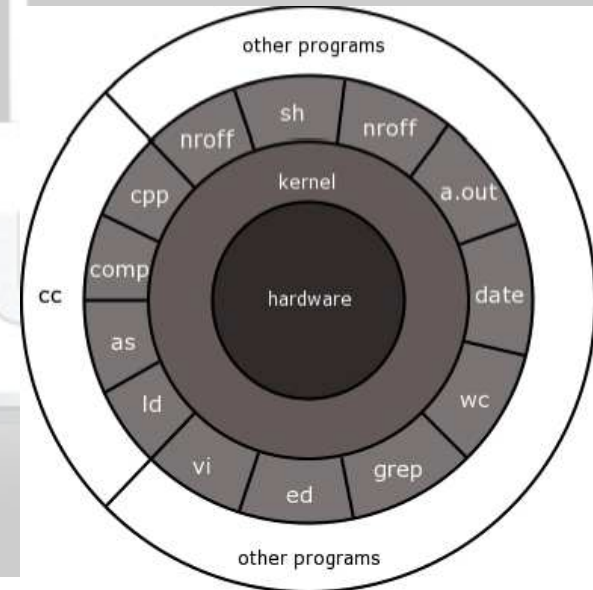 other programs
sh
nroff
nroff
a.out
kernel
cpp
comp
hardware
date
cc
as
ld
wc
vi
grep
ed
other programs